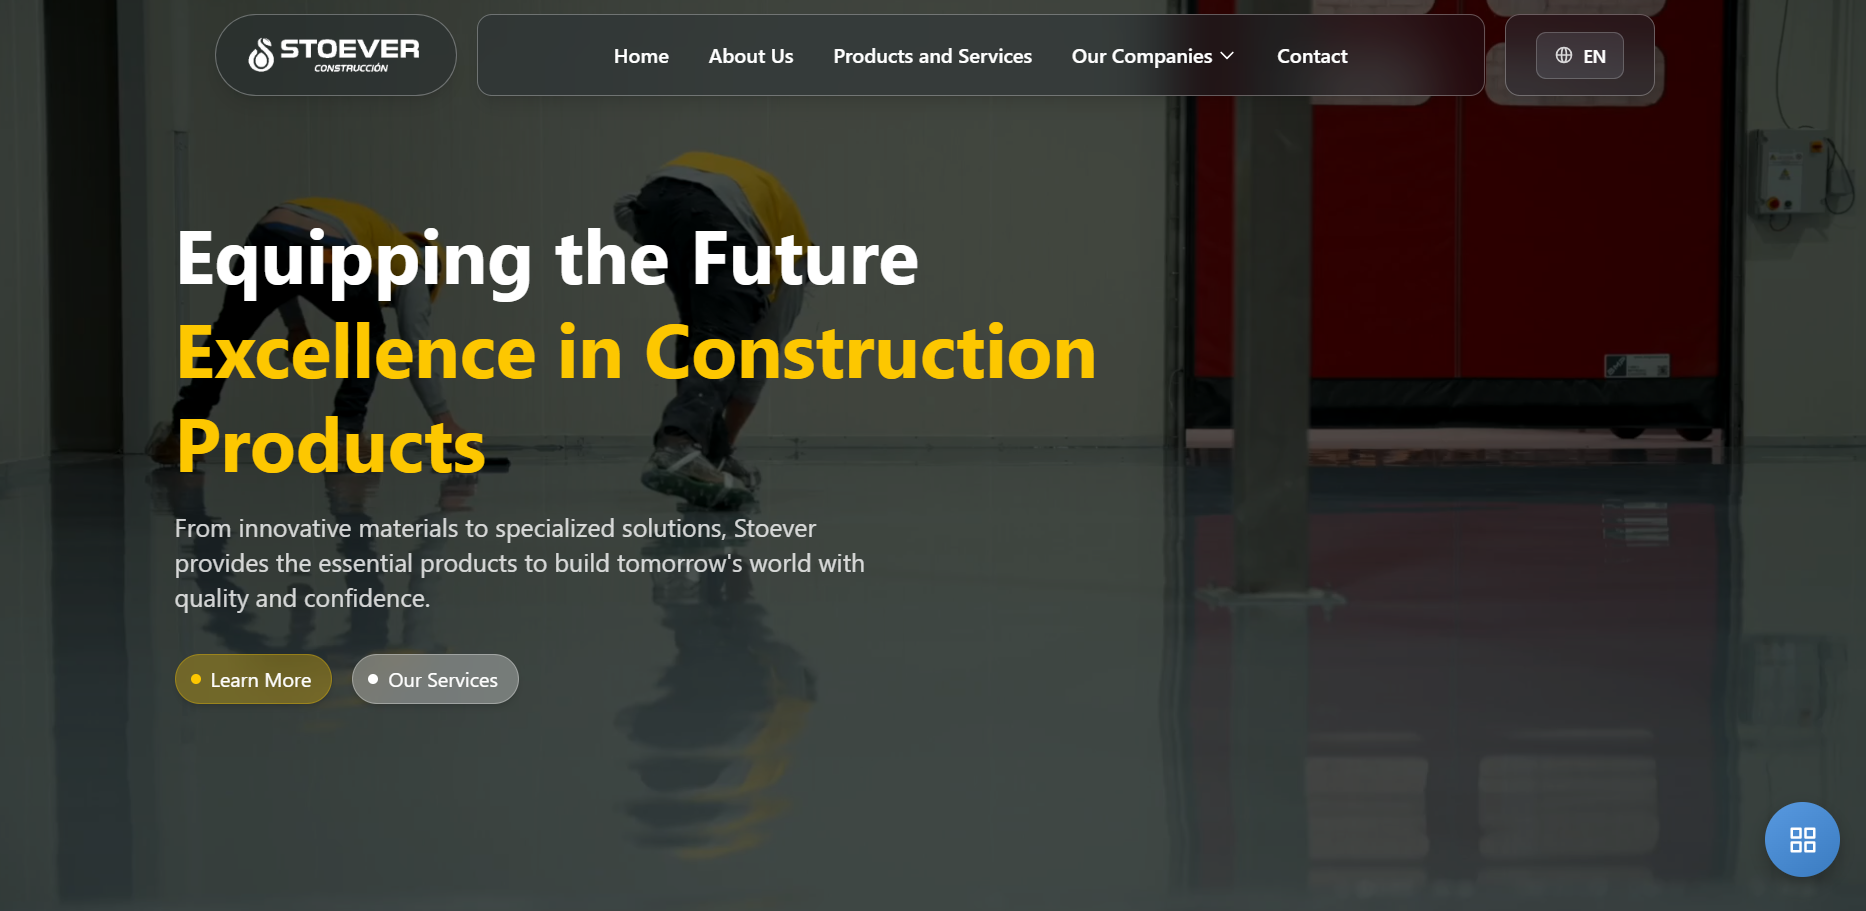 STOEVER
CONSTRUCCIÓN
Home About Us Products and Services Our Companies Contact
EN
Equipping the Future
Excellence in Construction
Products
From innovative materials to specialized solutions, Stoever
provides the essential products to build tomorrow's world with
quality and confidence.
Learn More Our Services